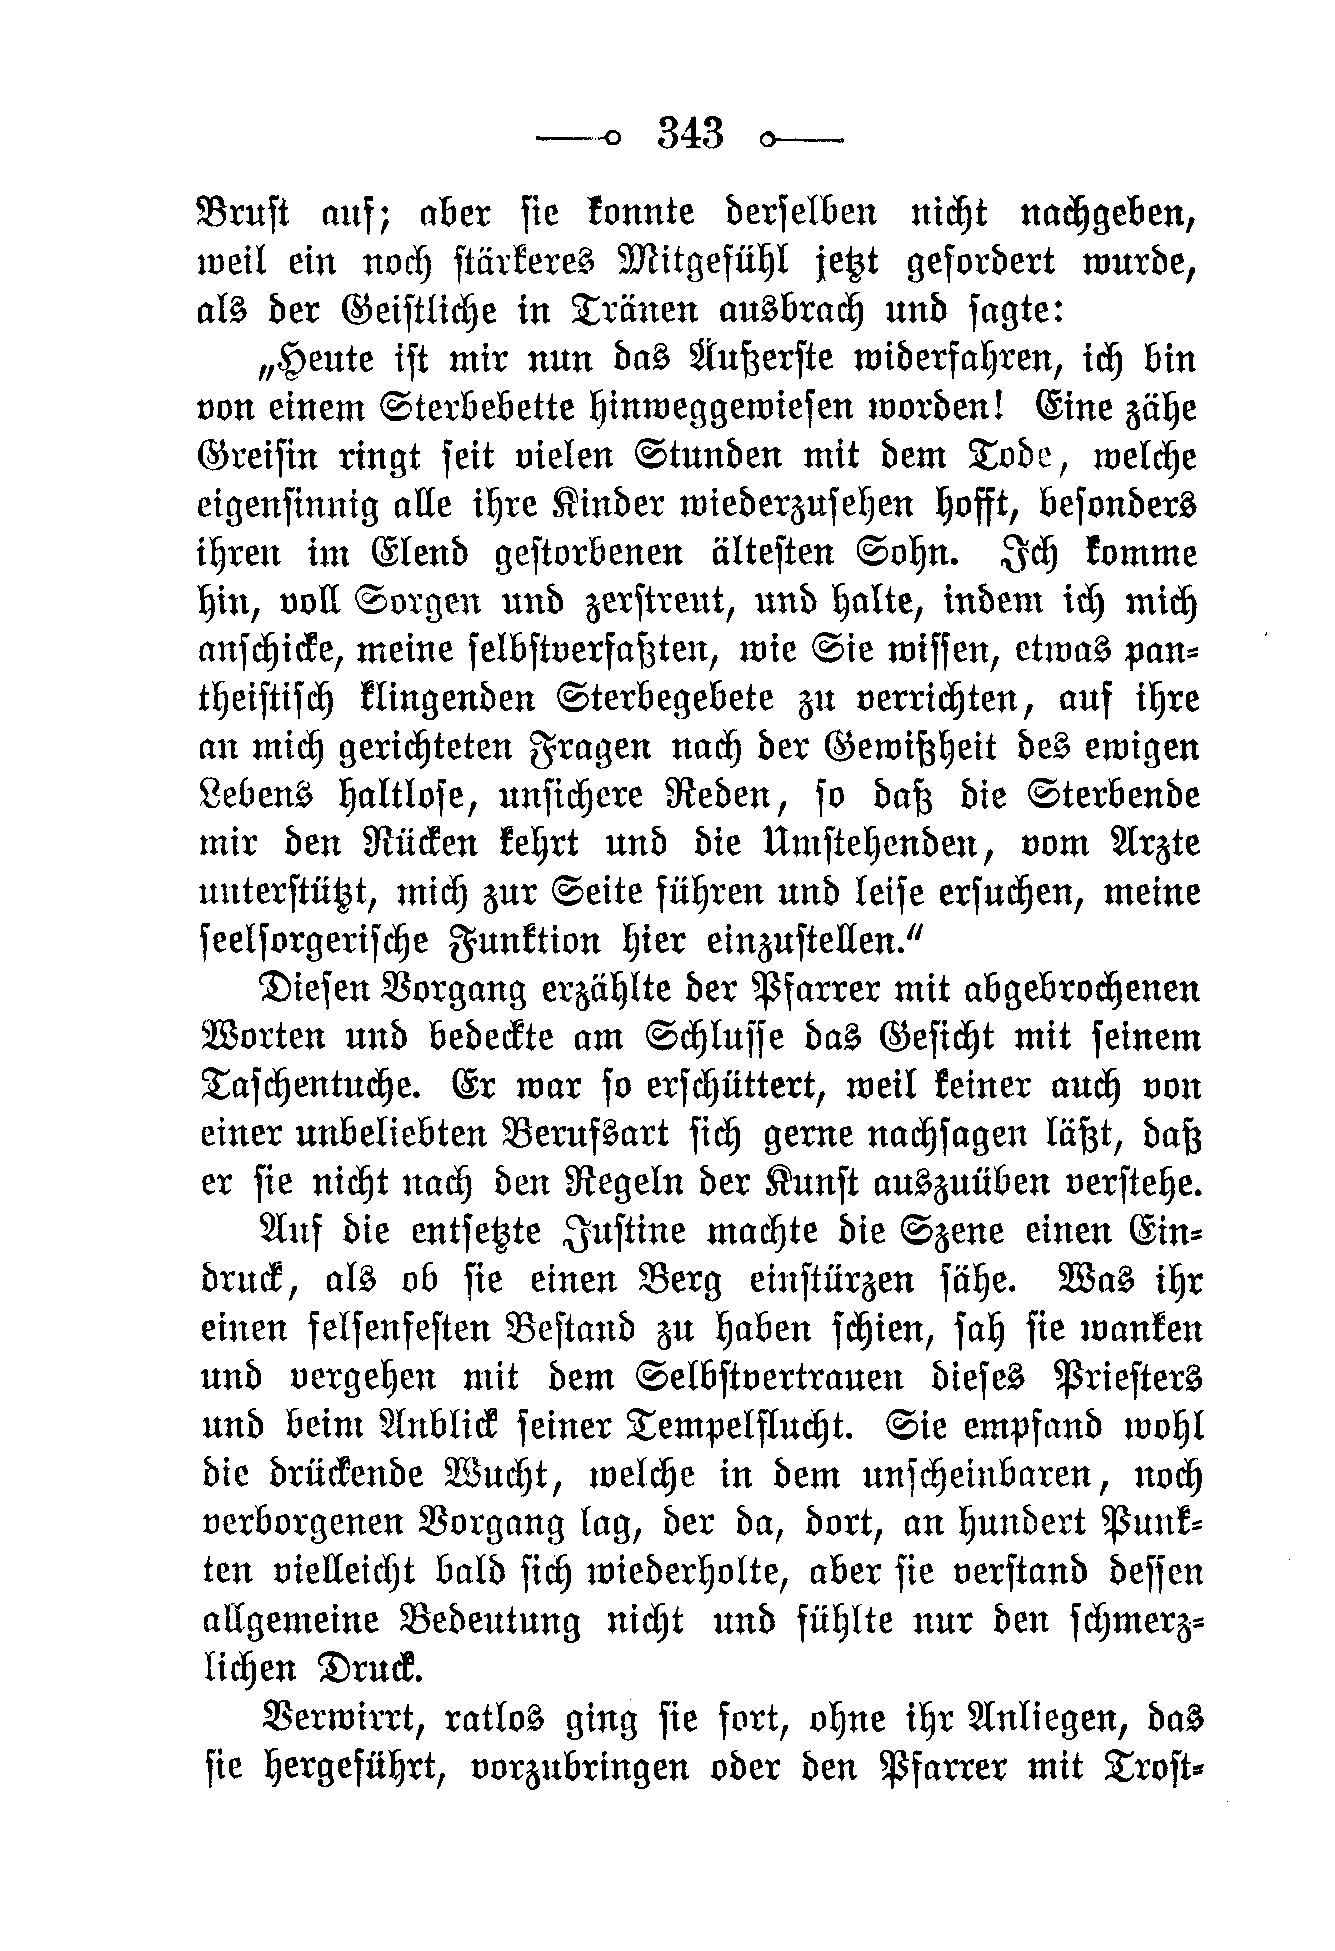 343
Brust auf; aber sie konnte derselben nicht nachgeben,
weil ein noch stärkeres Mitgefühl jetzt gefordert wurde,
als der Geistliche in Tränen ausbrach und sagte:
„Heute ist mir nun das Äußerste widerfahren, ich bin
von einem Sterbebette hinweggewiesen worden! Eine zähe
Greisin ringt seit vielen Stunden mit dem Tode, welche
eigensinnig alle ihre Kinder wiederzusehen hofft, besonders
ihren im Elend gestorbenen ältesten Sohn. Ich komme
hin, voll Sorgen und zerstreut, und halte, indem ich mich
anschicke, meine selbstverfaßten, wie Sie wissen, etwas pan-
theistisch klingenden Sterbegebete zu verrichten, auf ihre
an mich gerichteten Fragen nach der Gewißheit des ewigen
Lebens haltlose, unsichere Reden, so daß die Sterbende
mir den Rücken kehrt und die Umstehenden, vom Arzte
unterstützt, mich zur Seite führen und leise ersuchen, meine
seelsorgerische Funktion hier einzustellen.“
Diesen Vorgang erzählte der Pfarrer mit abgebrochenen
Worten und bedeckte am Schlusse das Gesicht mit seinem
Taschentuche. Er war so erschüttert, weil keiner auch von
einer unbeliebten Berufsart sich gerne nachsagen läßt, daß
er sie nicht nach den Regeln der Kunst auszuüben verstehe.
Auf die entsetzte Justine machte die Szene einen Ein-
druck, als ob sie einen Berg einstürzen sähe. Was ihr
einen felsenfesten Bestand zu haben schien, sah sie wanken
und vergehen mit dem Selbstvertrauen dieses Priesters
und beim Anblick seiner Tempelflucht. Sie empfand wohl
die drückende Wucht, welche in dem unscheinbaren, noch
verborgenen Vorgang lag, der da, dort, an hundert Punk-
ten vielleicht bald sich wiederholte, aber sie verstand dessen
allgemeine Bedeutung nicht und fühlte nur den schmerz-
lichen Druck.
Verwirrt, ratlos ging sie fort, ohne ihr Anliegen, das
sie hergeführt, vorzubringen oder den Pfarrer mit Trost-